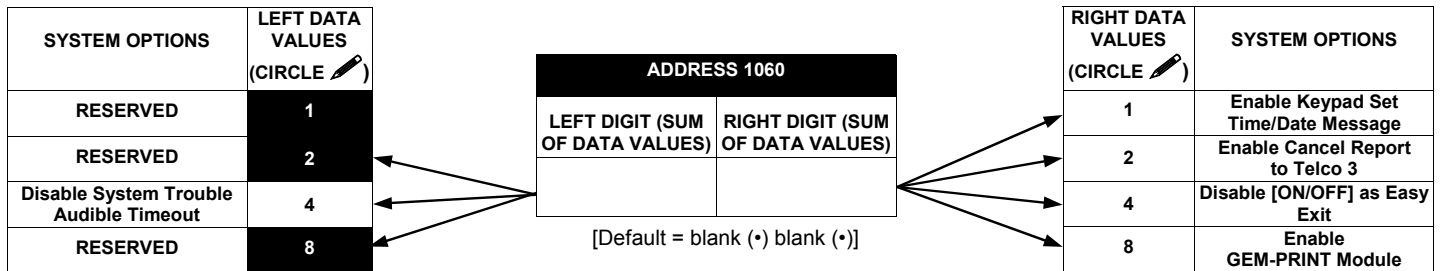 SYSTEM OPTIONS
LEFT DATA
VALUES
(CIRCLE )
RESERVED
1
RESERVED
2
Disable System Trouble
Audible Timeout
4
RESERVED
8
ADDRESS 1060
LEFT DIGIT (SUM
OF DATA VALUES)
RIGHT DIGIT (SUM
OF DATA VALUES)
[Default = blank (•) blank (•)]
RIGHT DATA
VALUES
(CIRCLE )
SYSTEM OPTIONS
1
Enable Keypad Set
Time/Date Message
2
Enable Cancel Report
to Telco 3
4
Disable [ON/OFF] as Easy
Exit
8
Enable
GEM-PRINT Module